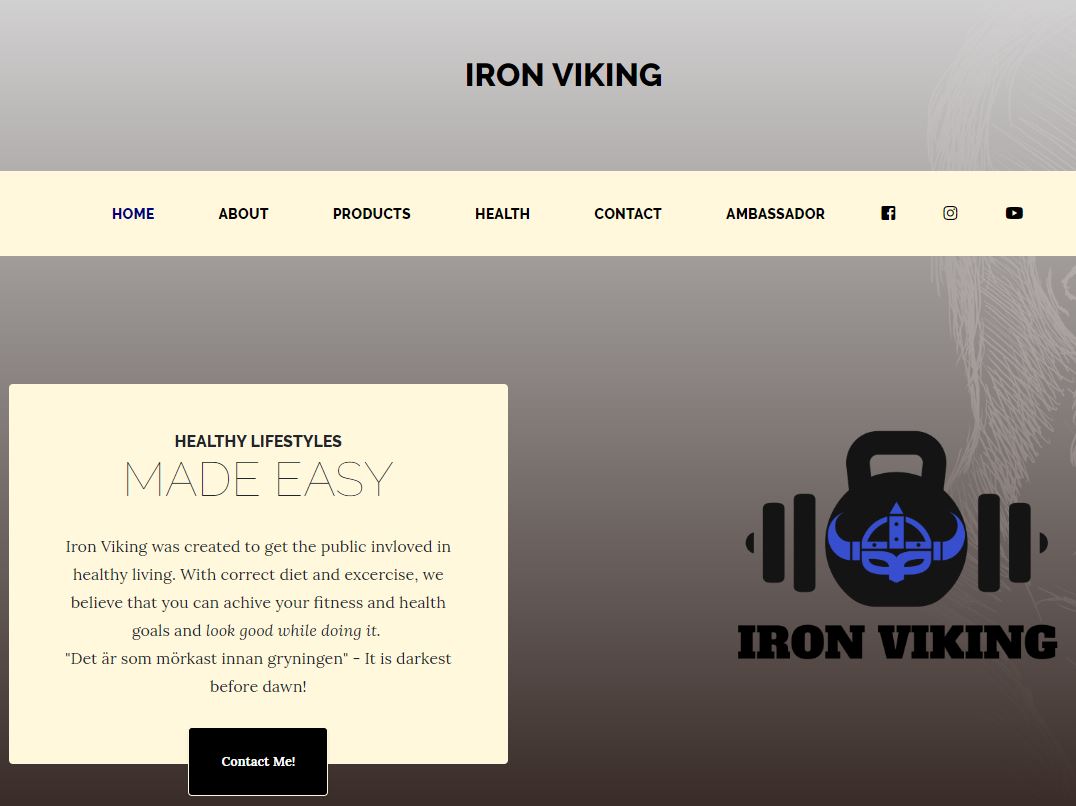 IRON VIKING
HOME ABOUT PRODUCTS HEALTH CONTACT AMBASSADOR
HEALTHY LIFESTYLES
MADE EASY
Iron Viking was created to get the public invloved in
healthy living. With correct diet and excercise, we
believe that you can achive your fitness and health
goals and look good while doing it.
"Det är som mörkast innan gryningen" - It is darkest
before dawn!
Contact Me!
IRON VIKING